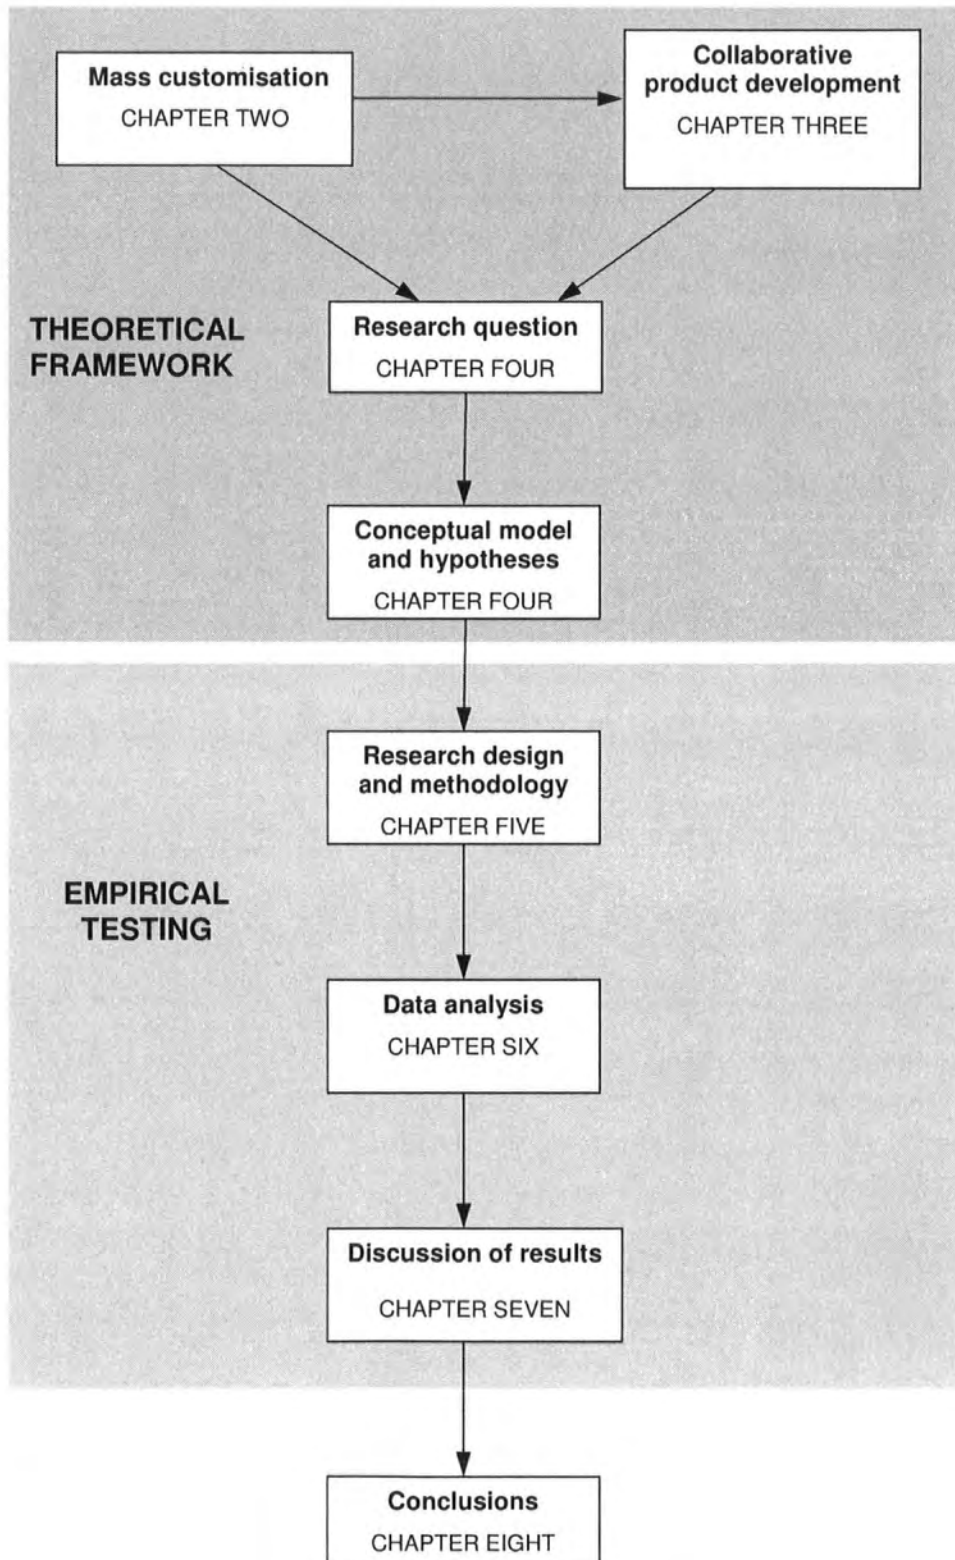 Mass customisation
CHAPTER TWO
Collaborative
product development
CHAPTER THREE
THEORETICAL
FRAMEWORK
Research question
CHAPTER FOUR
Conceptual model
and hypotheses
CHAPTER FOUR
Research design
and methodology
CHAPTER FIVE
EMPIRICAL
TESTING
Data analysis
CHAPTER SIX
Discussion of results
CHAPTER SEVEN
Conclusions
CHAPTER EIGHT